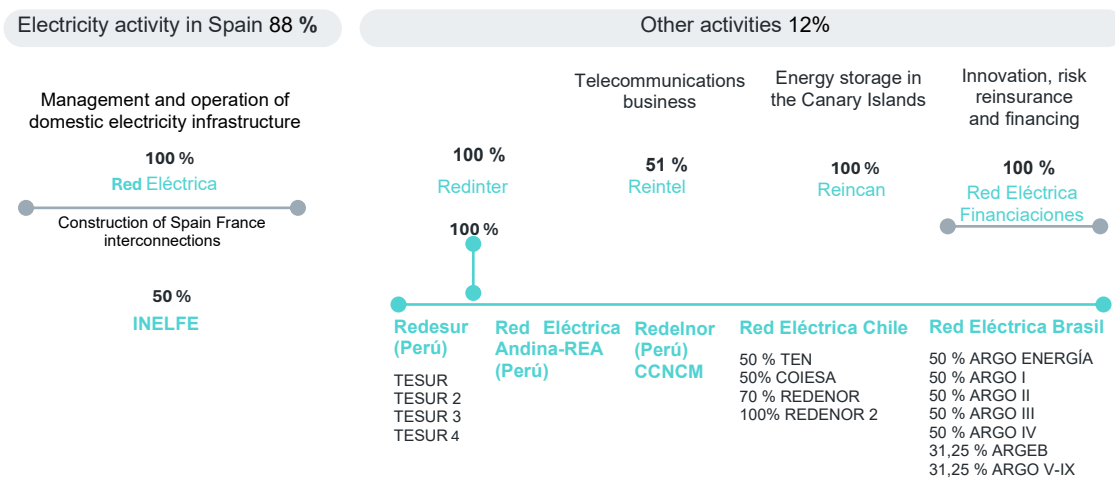 Electricity activity in Spain 88 %
Other activities 12%
Management and operation of
domestic electricity infrastructure
100 %
Red Eléctrica
Construction of Spain France
interconnections
50 %
INELFE
100 %
Redinter
100 %
Telecommunications
business
51 %
Reintel
Energy storage in
the Canary Islands
100 %
Reincan
Innovation, risk
reinsurance
and financing
100 %
Red Eléctrica
Financiaciones
Redesur
(Perú)
TESUR
TESUR 2
TESUR 3
TESUR 4
Red Eléctrica
Andina-REA
(Perú)
Redelnor
(Perú)
CCNCM
Red Eléctrica Chile
50 % TEN
50% COIESA
70 % REDENOR
100% REDENOR 2
Red Eléctrica Brasil
50 % ARGO ENERGÍA
50 % ARGO I
50 % ARGO II
50 % ARGO III
50 % ARGO IV
31,25 % ARGEB
31,25 % ARGO V-IX